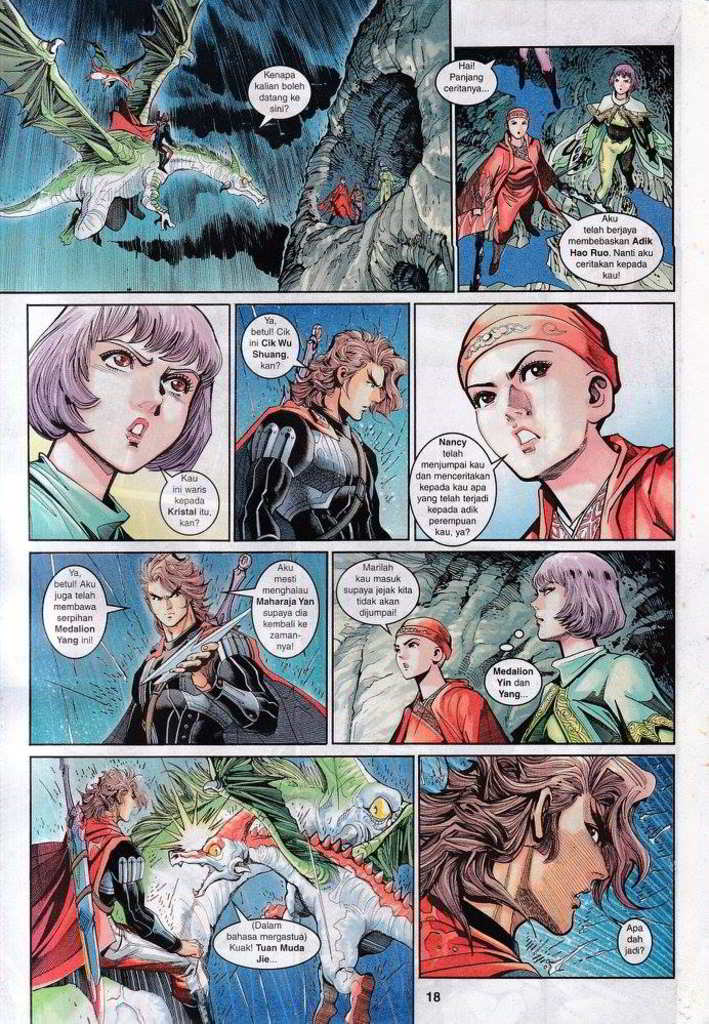 Kenapa
kalian boleh
datang ke
sini?
Hai!
Panjang
ceritanya...
Aku
telah berjaya
membebaskan Adik
Hao Ruo. Nanti aku
ceritakan kepada
kau!
Kau
ini waris
kepada
Kristal itu,
kan?
Ya,
betul! Cik
ini Cik Wu
Shuang,
kan?
Nancy
telah
menjumpai kau
dan menceritakan
kepada kau apa
yang telah terjadi
kepada adik
perempuan
kau, ya?
Ya,
betul! Aku
juga telah
membawa
serpihan
Medalion
Yang ini!
Aku
mesti
menghalau
Maharaja Yan
supaya dia
kembali ke
zaman-
nya!
Marilah
kau masuk
supaya jejak kita
tidak akan
dijumpai!
Medalion
Yin dan
Yang...
(Dalam
bahasa mergastua)
Kuak! Tuan Muda
Jie...
Apa
dah
jadi?
18